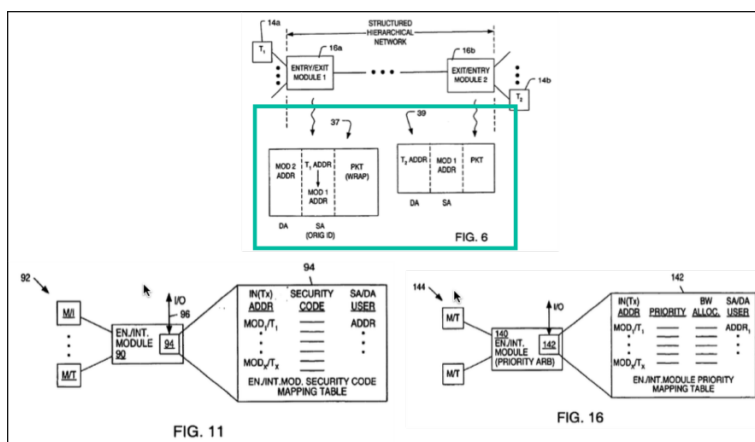 STRUCTURED
HIERARCHICAL
NETWORK
14a
T1
16a
ENTRY/EXIT
MODULE 1
16b
EXIT/ENTRY
MODULE 2
14b
T2
37
39
MOD 2
ADDR
T1 ADDR
MOD 1
ADDR
PKT
(WRAP)
DA
SA
(ORIG ID)
T2 ADDR
MOD 1
ADDR
PKT
DA
SA
FIG. 6
92
M/I
M/T
EN./INT.
MODULE
90
94
I/O
96
94
IN(Tx)
ADDR
SECURITY
CODE
SA/DA
USER
MOD1/T1
ADDR
MODX/TX
EN./INT.MOD. SECURITY CODE
MAPPING TABLE
FIG. 11
144
M/T
M/T
140
EN./INT.
MODULE
(PRIORITY ARB)
142
I/O
142
IN(Tx)
ADDR
PRIORITY
BW
ALLOC.
SA/DA
USER
MOD1/T1
ADDR1
MODX/TX
EN./INT.MODULE PRIORITY
MAPPING TABLE
FIG. 16